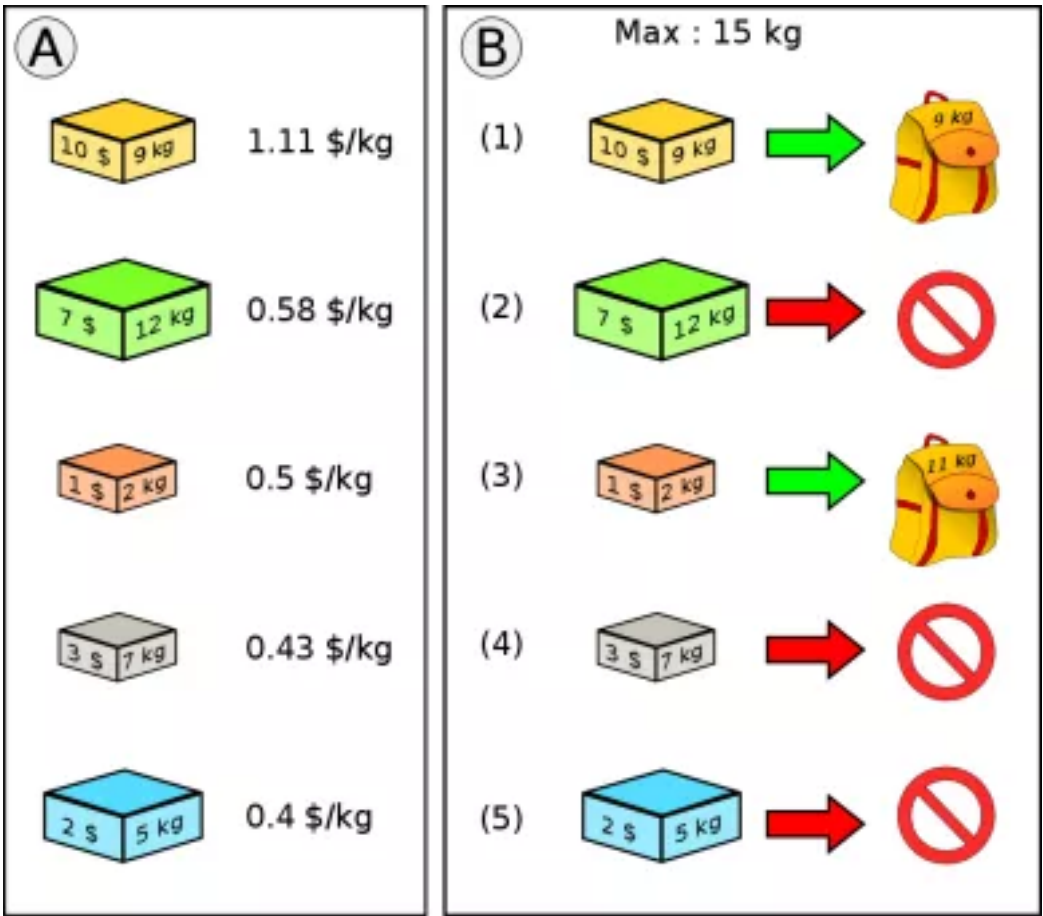 A
10 $ 9 kg 1.11 $/kg
7 $ 12 kg 0.58 $/kg
1 $ 2 kg 0.5 $/kg
3 $ 7 kg 0.43 $/kg
2 $ 5 kg 0.4 $/kg
B
Max : 15 kg
(1) 10 $ 9 kg 9 kg
(2) 7 $ 12 kg
(3) 1 $ 2 kg 11 kg
(4) 3 $ 7 kg
(5) 2 $ 5 kg